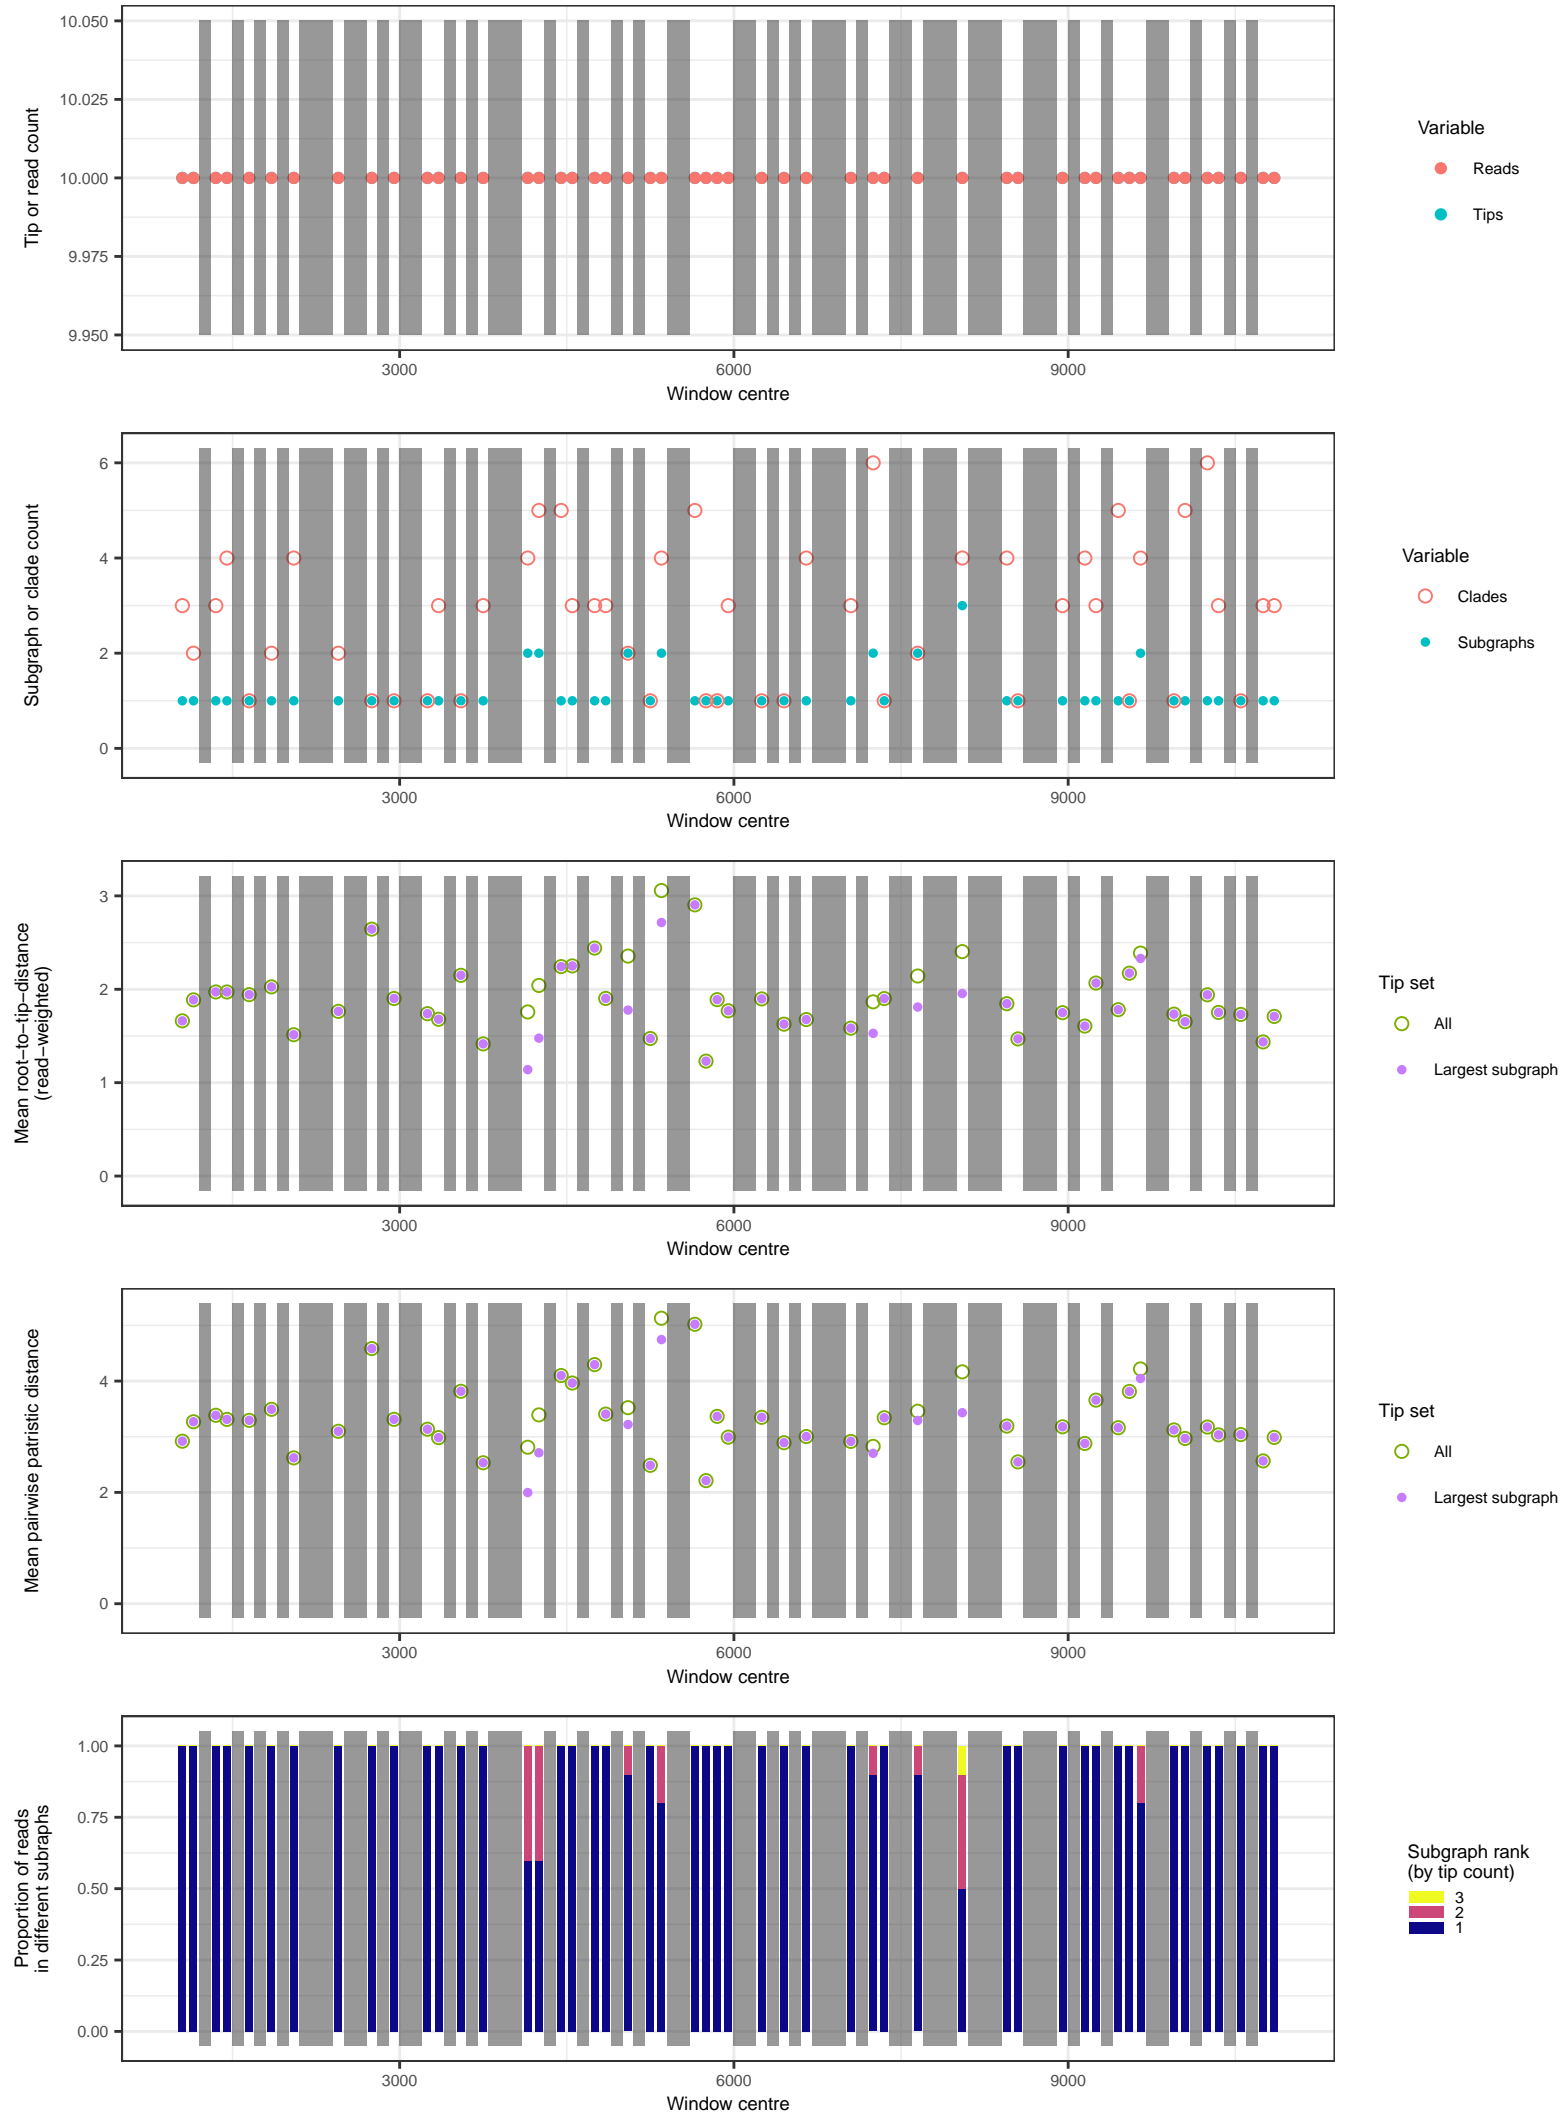 10.050
10.025
10.000
9.975
9.950
Tip or read count
3000 6000 9000
Window centre
Variable
Reads
Tips
6
4
2
0
Subgraph or clade count
3000 6000 9000
Window centre
Variable
Clades
Subgraphs
3
2
1
0
Mean root−to−tip−distance
(read−weighted)
3000 6000 9000
Window centre
Tip set
All
Largest subgraph
4
2
0
Mean pairwise patristic distance
3000 6000 9000
Window centre
Tip set
All
Largest subgraph
1.00
0.75
0.50
0.25
0.00
Proportion of reads
in different subraphs
3000 6000 9000
Window centre
Subgraph rank
(by tip count)
3
2
1